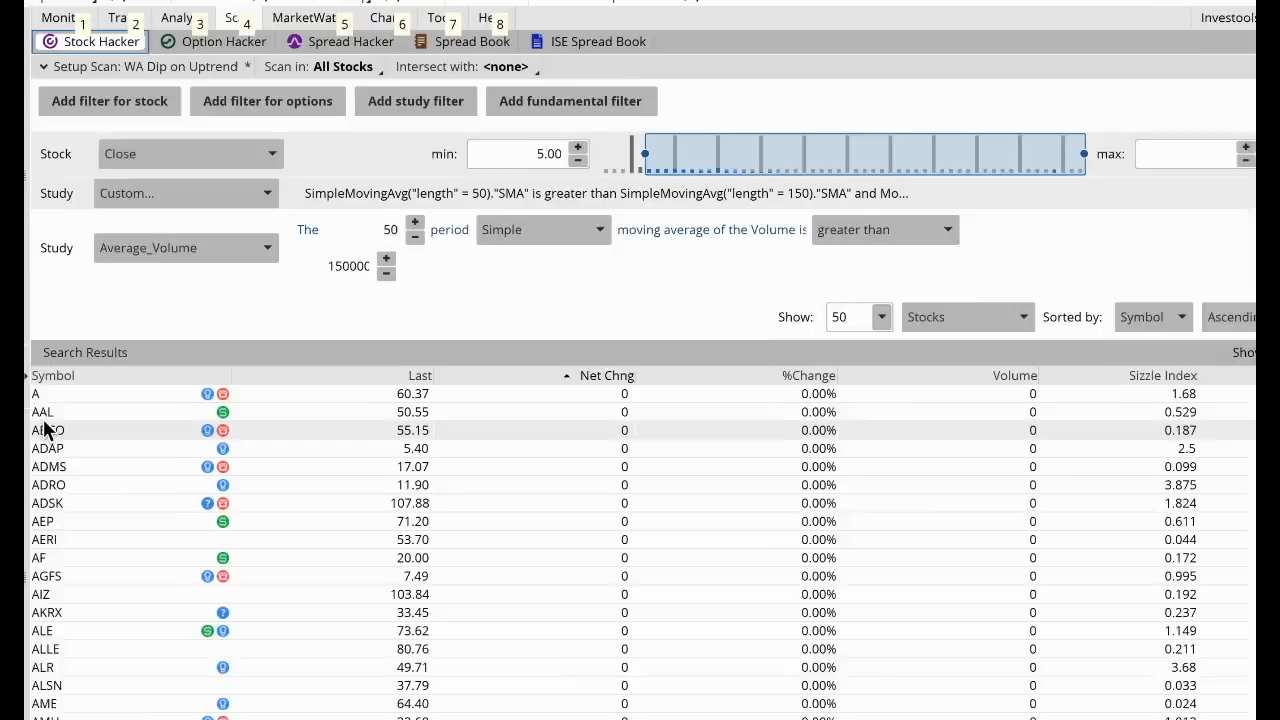 Monit 1 Tra 2 Analy 3 Sc 4 MarketWat 5 Cha 6 Too 7 He 8 Investools
Stock Hacker Option Hacker Spread Hacker Spread Book ISE Spread Book
Setup Scan: WA Dip on Uptrend * Scan in: All Stocks Intersect with: <none>
Add filter for stock Add filter for options Add study filter Add fundamental filter
Stock Close min: 5.00 max:
Study Custom... SimpleMovingAvg("length" = 50)."SMA" is greater than SimpleMovingAvg("length" = 150)."SMA" and Mo...
The 50 period Simple moving average of the Volume is greater than
Study Average_Volume
150000
Show: 50 Stocks Sorted by: Symbol Ascendin
Search Results Sho
Symbol Last Net Chng %Change Volume Sizzle Index
A 60.37 0 0.00% 0 1.68
AAL 50.55 0 0.00% 0 0.529
55.15 0 0.00% 0 0.187
ADAP 5.40 0 0.00% 0 2.5
ADMS 17.07 0 0.00% 0 0.099
ADRO 11.90 0 0.00% 0 3.875
ADSK 107.88 0 0.00% 0 1.824
AEP 71.20 0 0.00% 0 0.611
AERI 53.70 0 0.00% 0 0.044
AF 20.00 0 0.00% 0 0.172
AGFS 7.49 0 0.00% 0 0.995
AIZ 103.84 0 0.00% 0 0.192
AKRX 33.45 0 0.00% 0 0.237
ALE 73.62 0 0.00% 0 1.149
ALLE 80.76 0 0.00% 0 0.211
ALR 49.71 0 0.00% 0 3.68
ALSN 37.79 0 0.00% 0 0.033
AME 64.40 0 0.00% 0 0.024